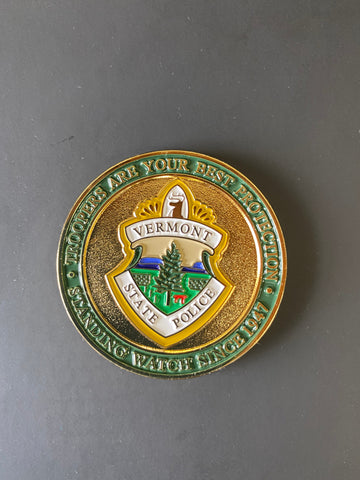 TROOPERS ARE YOUR BEST PROTECTION
VERMONT
STATE POLICE
STANDING WATCH SINCE 1947